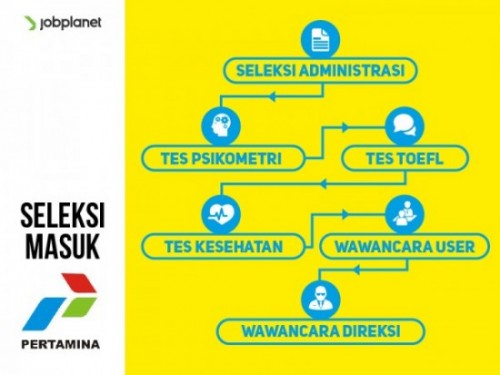 jobplanet
SELEKSI
MASUK
PERTAMINA
SELEKSI ADMINISTRASI
TES PSIKOMETRI
TES TOEFL
TES KESEHATAN
WAWANCARA USER
WAWANCARA DIREKSI